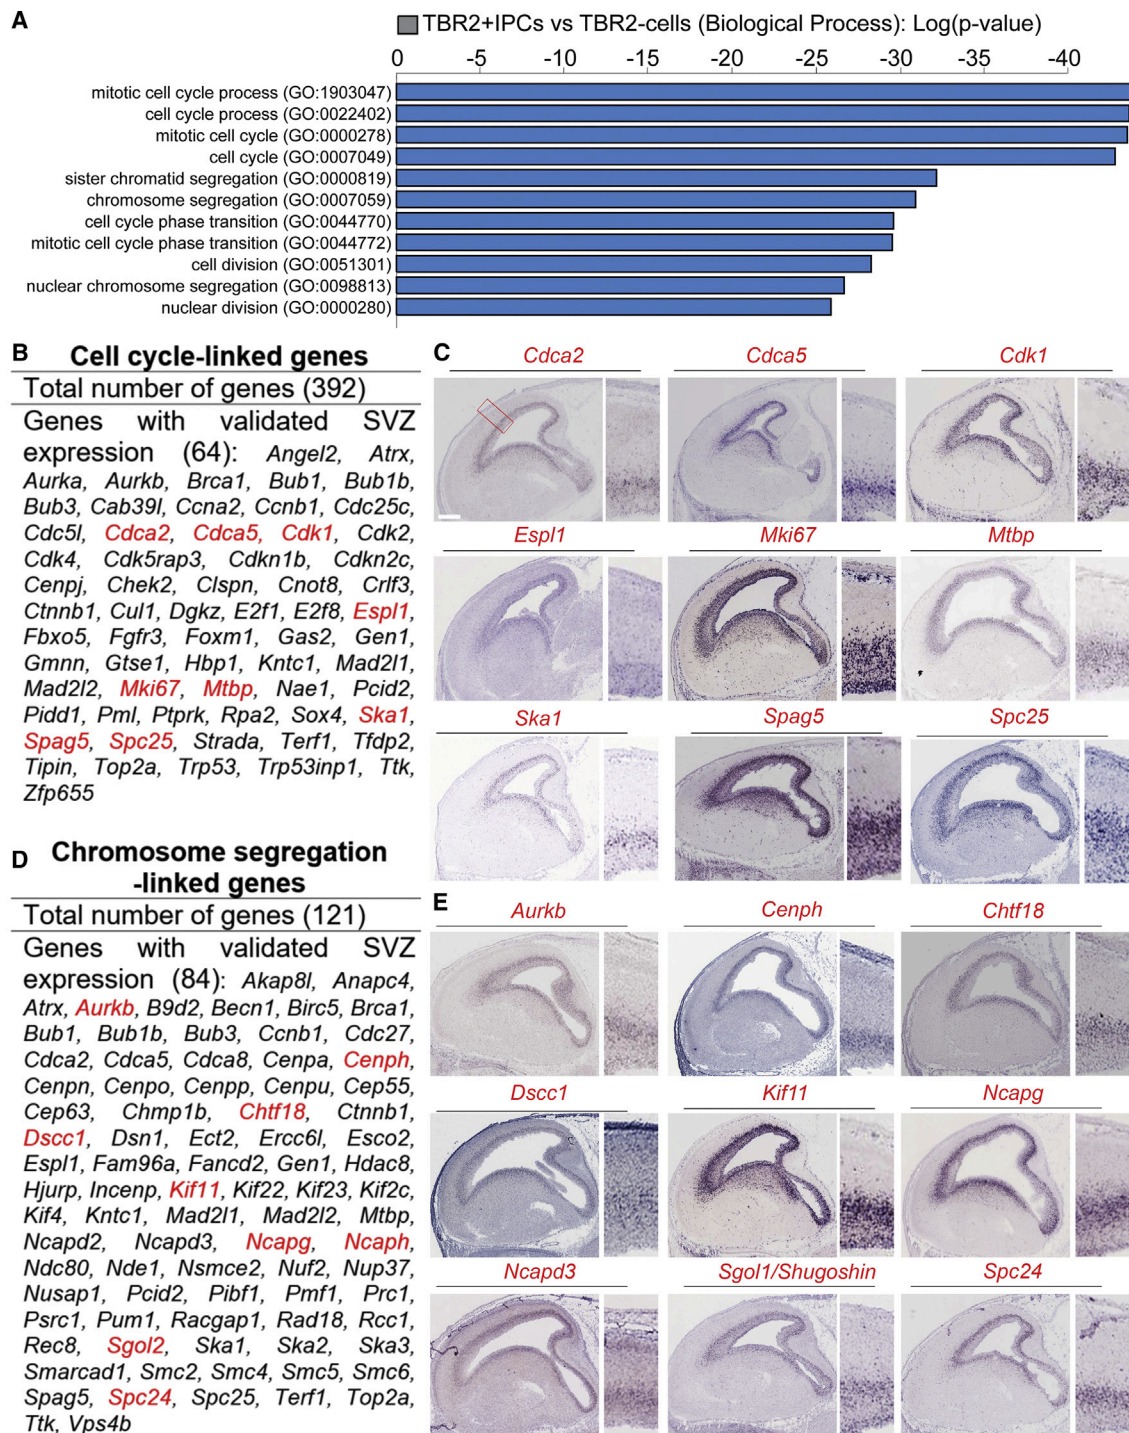 A
TBR2+IPCs vs TBR2-cells (Biological Process): Log(p-value)
0 -5 -10 -15 -20 -25 -30 -35 -40
mitotic cell cycle process (GO:1903047)
cell cycle process (GO:0022402)
mitotic cell cycle (GO:0000278)
cell cycle (GO:0007049)
sister chromatid segregation (GO:0000819)
chromosome segregation (GO:0007059)
cell cycle phase transition (GO:0044770)
mitotic cell cycle phase transition (GO:0044772)
cell division (GO:0051301)
nuclear chromosome segregation (GO:0098813)
nuclear division (GO:0000280)
B
Cell cycle-linked genes
Total number of genes (392)
Genes with validated SVZ
expression (64): Angel2, Atrx,
Aurka, Aurkb, Brca1, Bub1, Bub1b,
Bub3, Cab39l, Ccna2, Ccnb1, Cdc25c,
Cdc5l, Cdca2, Cdca5, Cdk1, Cdk2,
Cdk4, Cdk5rap3, Cdkn1b, Cdkn2c,
Cenpj, Chek2, Clspn, Cnot8, Crlf3,
Ctnnb1, Cul1, Dgkz, E2f1, E2f8, Espl1,
Fbxo5, Fgfr3, Foxm1, Gas2, Gen1,
Gmnn, Gtse1, Hbp1, Kntc1, Mad2l1,
Mad2l2, Mki67, Mtbp, Nae1, Pcid2,
Pidd1, Pml, Ptprk, Rpa2, Sox4, Ska1,
Spag5, Spc25, Strada, Terf1, Tfdp2,
Tipin, Top2a, Trp53, Trp53inp1, Ttk,
Zfp655
C
Cdca2 Cdca5 Cdk1
Espl1 Mki67 Mtbp
Ska1 Spag5 Spc25
D
Chromosome segregation
-linked genes
Total number of genes (121)
Genes with validated SVZ
expression (84): Akap8l, Anapc4,
Atrx, Aurkb, B9d2, Becn1, Birc5, Brca1,
Bub1, Bub1b, Bub3, Ccnb1, Cdc27,
Cdca2, Cdca5, Cdca8, Cenpa, Cenph,
Cenpn, Cenpo, Cenpp, Cenpu, Cep55,
Cep63, Chmp1b, Chtf18, Ctnnb1,
Dscc1, Dsn1, Ect2, Ercc6l, Esco2,
Espl1, Fam96a, Fancd2, Gen1, Hdac8,
Hjurp, Incenp, Kif11, Kif22, Kif23, Kif2c,
Kif4, Kntc1, Mad2l1, Mad2l2, Mtbp,
Ncapd2, Ncapd3, Ncapg, Ncaph,
Ndc80, Nde1, Nsmce2, Nuf2, Nup37,
Nusap1, Pcid2, Pibf1, Pmf1, Prc1,
Psrc1, Pum1, Racgap1, Rad18, Rcc1,
Rec8, Sgol2, Ska1, Ska2, Ska3,
Smarcad1, Smc2, Smc4, Smc5, Smc6,
Spag5, Spc24, Spc25, Terf1, Top2a,
Ttk, Vps4b
E
Aurkb Cenph Chtf18
Dscc1 Kif11 Ncapg
Ncapd3 Sgol1/Shugoshin Spc24